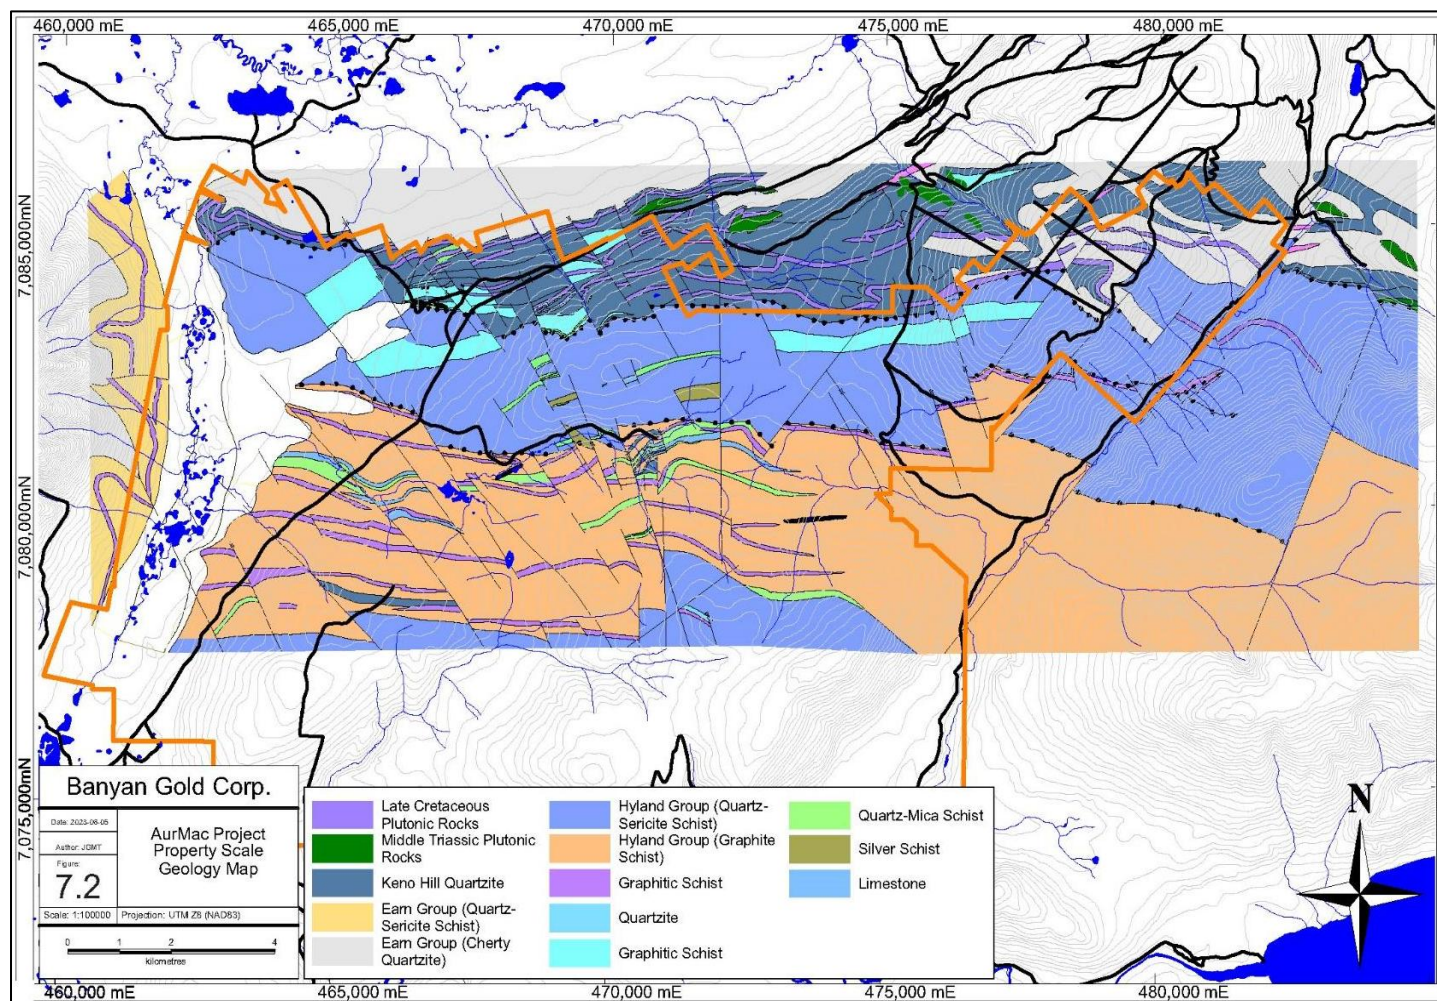 460,000 mE
465,000 mE
470,000 mE
475,000 mE
480,000 mE
7,085,000mN
7,080,000mN
7,075,000mN
Banyan Gold Corp.
Date: 2023-08-05
Author: JGMT
Figure:
7.2
AurMac Project
Property Scale
Geology Map
Scale: 1:100000
Projection: UTM Z8 (NAD83)
0 1 2 4
kilometres
Late Cretaceous
Plutonic Rocks
Middle Triassic Plutonic
Rocks
Keno Hill Quartzite
Earn Group (Quartz-
Sericite Schist)
Earn Group (Cherty
Quartzite)
Hyland Group (Quartz-
Sericite Schist)
Hyland Group (Graphite
Schist)
Graphitic Schist
Quartzite
Graphitic Schist
Quartz-Mica Schist
Silver Schist
Limestone
N
460,000 mE
465,000 mE
470,000 mE
475,000 mE
480,000 mE